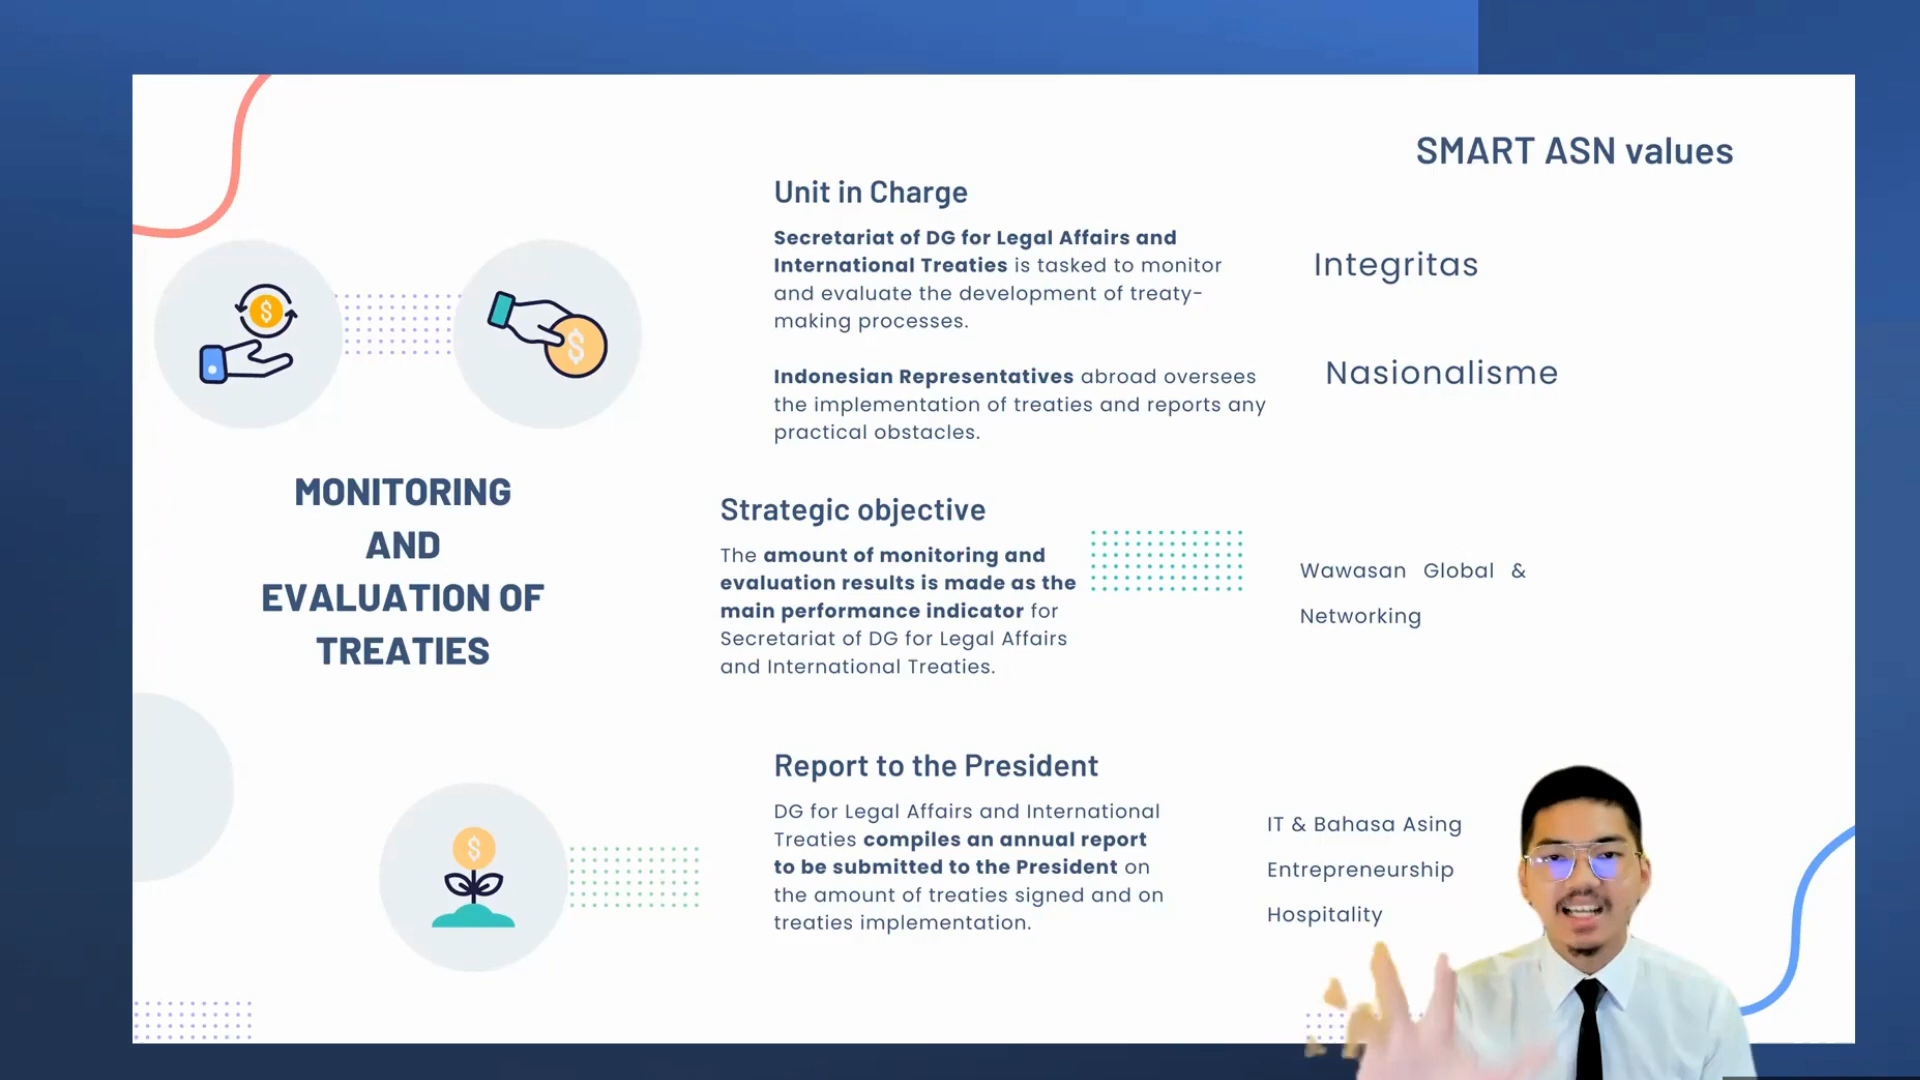 SMART ASN values
Unit in Charge
Secretariat of DG for Legal Affairs and
International Treaties is tasked to monitor
and evaluate the development of treaty-
making processes.
Integritas
Indonesian Representatives abroad oversees
the implementation of treaties and reports any
practical obstacles.
Nasionalisme
MONITORING
AND
EVALUATION OF
TREATIES
Strategic objective
The amount of monitoring and
evaluation results is made as the
main performance indicator for
Secretariat of DG for Legal Affairs
and International Treaties.
Wawasan Global &
Networking
Report to the President
DG for Legal Affairs and International
Treaties compiles an annual report
to be submitted to the President on
the amount of treaties signed and on
treaties implementation.
IT & Bahasa Asing
Entrepreneurship
Hospitality